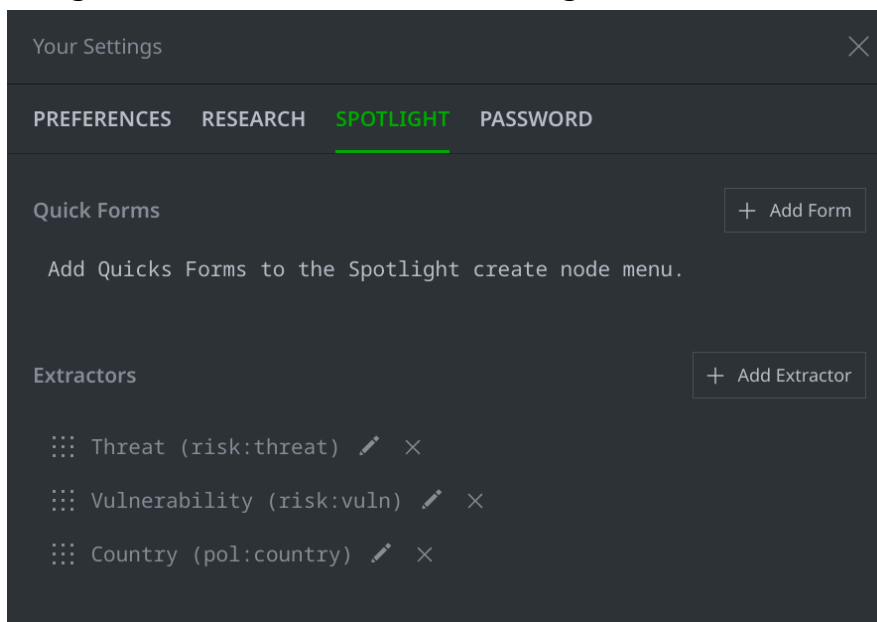 Your Settings
PREFERENCES RESEARCH SPOTLIGHT PASSWORD
Quick Forms
+ Add Form
Add Quicks Forms to the Spotlight create node menu.
Extractors
+ Add Extractor
Threat (risk:threat)
Vulnerability (risk:vuln)
Country (pol:country)